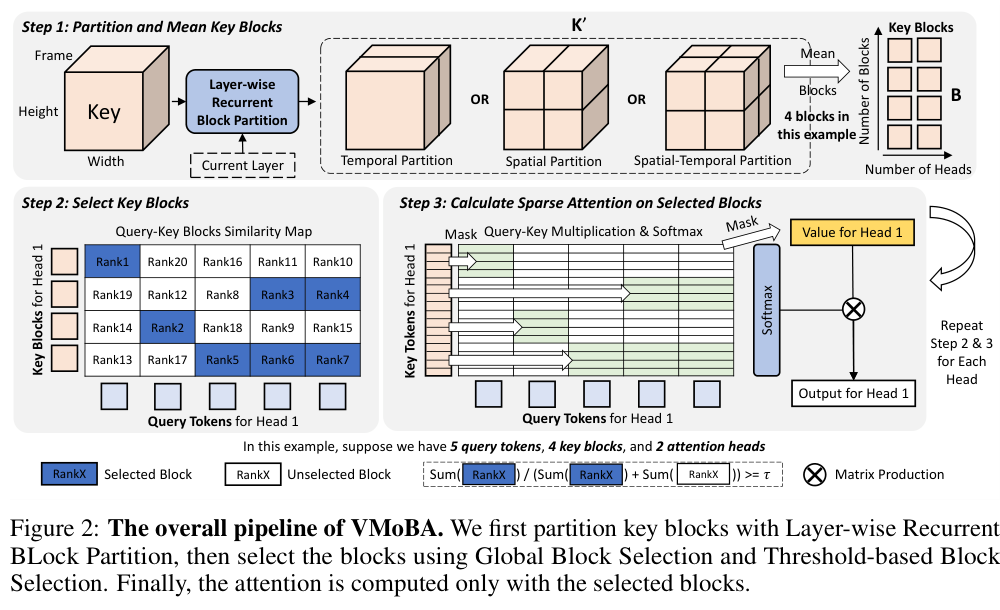 Step 1: Partition and Mean Key Blocks
Frame
Height
Key
Width
Layer-wise
Recurrent
Block Partition
Current Layer
K′
Temporal Partition
OR
Spatial Partition
OR
Spatial-Temporal Partition
Mean
Blocks
4 blocks in
this example
Key Blocks
Number of Blocks
B
Number of Heads
Step 2: Select Key Blocks
Query-Key Blocks Similarity Map
Key Blocks for Head 1
Rank1 Rank20 Rank16 Rank11 Rank10
Rank19 Rank12 Rank8 Rank3 Rank4
Rank14 Rank2 Rank18 Rank9 Rank15
Rank13 Rank17 Rank5 Rank6 Rank7
Query Tokens for Head 1
Step 3: Calculate Sparse Attention on Selected Blocks
Mask
Query-Key Multiplication & Softmax
Mask
Key Tokens for Head 1
Query Tokens for Head 1
Softmax
Value for Head 1
Output for Head 1
Repeat
Step 2 & 3
for Each
Head
In this example, suppose we have 5 query tokens, 4 key blocks, and 2 attention heads
RankX Selected Block
RankX Unselected Block
Sum( RankX ) / (Sum( RankX ) + Sum( RankX )) >= τ
Matrix Production
Figure 2: The overall pipeline of VMoBA. We first partition key blocks with Layer-wise Recurrent
BLock Partition, then select the blocks using Global Block Selection and Threshold-based Block
Selection. Finally, the attention is computed only with the selected blocks.